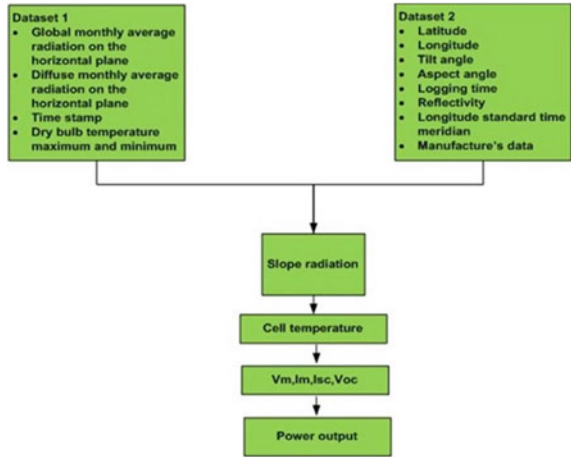 Dataset 1
• Global monthly average
radiation on the
horizontal plane
• Diffuse monthly average
radiation on the
horizontal plane
• Time stamp
• Dry bulb temperature
maximum and minimum
Dataset 2
• Latitude
• Longitude
• Tilt angle
• Aspect angle
• Logging time
• Reflectivity
• Longitude standard time
meridian
• Manufacture's data
Slope radiation
Cell temperature
Vm,Im,Isc,Voc
Power output